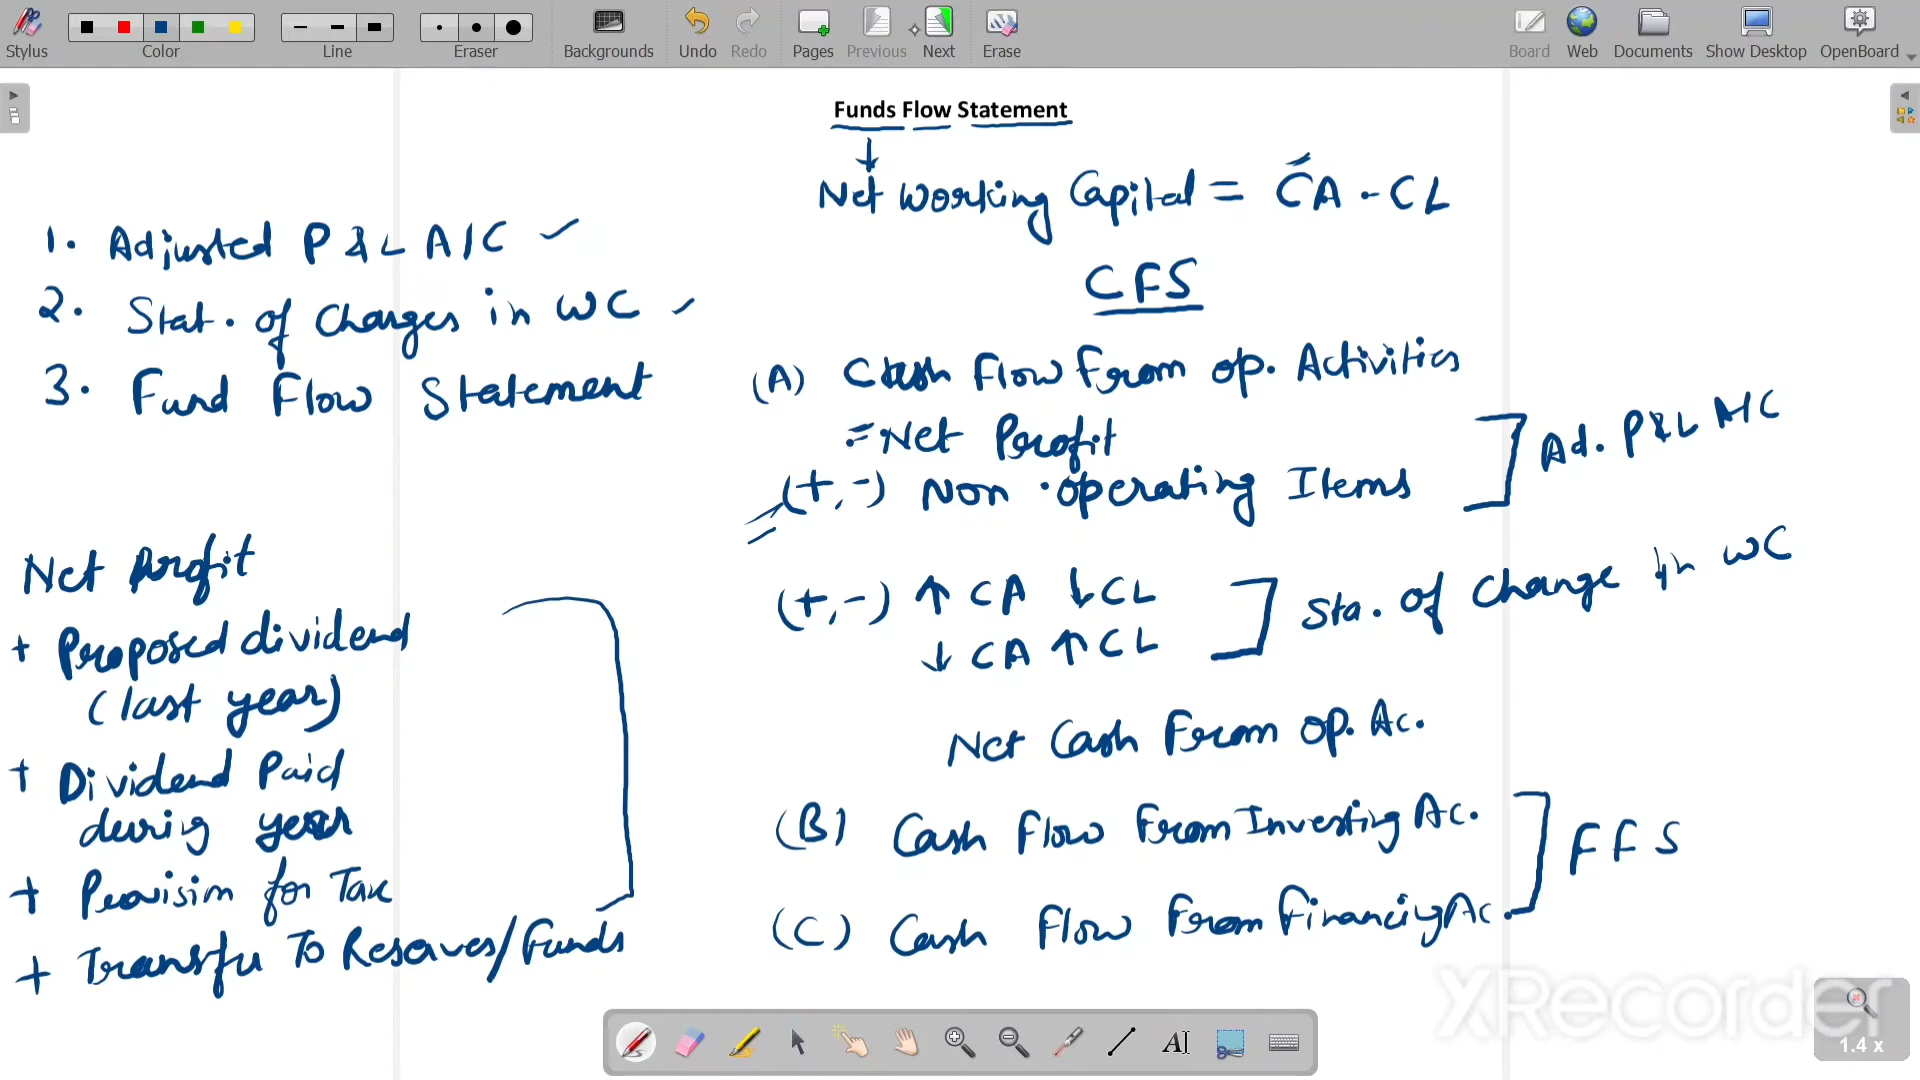 Stylus
Color
Line
Eraser
Backgrounds
Undo
Redo
Pages
Previous
Next
Erase
Board
Web
Documents
Show Desktop
OpenBoard
Funds Flow Statement
Net Working Capital = CA - CL
1. Adjusted P & L A/C
2. Stat. of Changes in WC
3. Fund Flow Statement
CFS
(A) Cash Flow From op. Activities
= Net Profit
(+,-) Non operating Items
Ad. P&L A/C
(+,-) ↑ CA ↓ CL
↓ CA ↑ CL
Sta. of Change in WC
Net Cash From op. Ac.
(B) Cash Flow From Investing Ac.
(C) Cash Flow From Financing Ac.
FFS
Net Profit
+ Proposed dividend
(last year)
+ Dividend Paid
during year
+ Provision for Tax
+ Transfer To Reserves/Funds
XRecorder
1.4 x